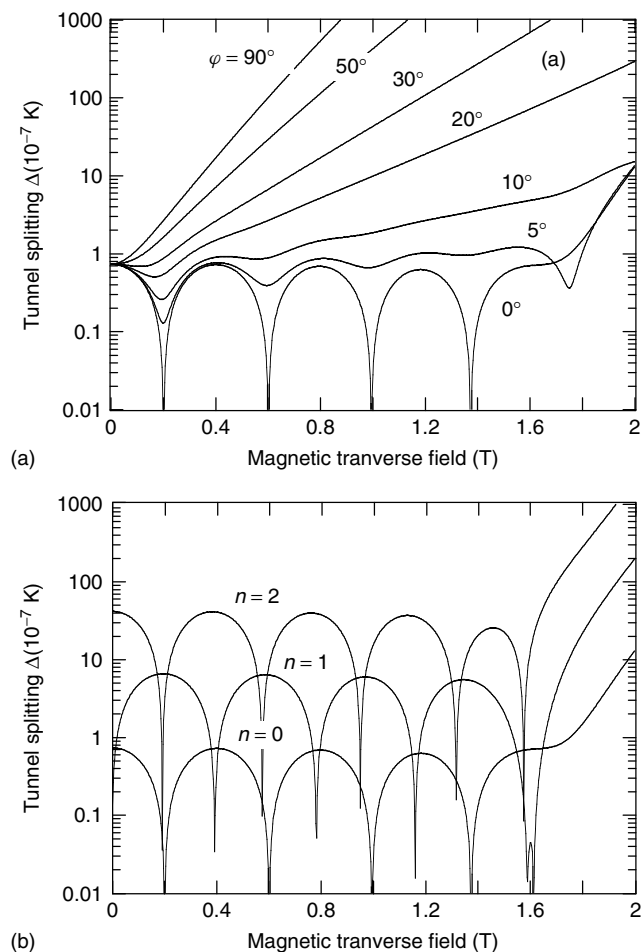 1000
100
10
1
0.1
0.01
Tunnel splitting Δ(10⁻⁷ K)
φ = 90°
50°
30°
(a)
20°
10°
5°
0°
0 0.4 0.8 1.2 1.6 2
(a) Magnetic tranverse field (T)
1000
100
10
1
0.1
0.01
Tunnel splitting Δ(10⁻⁷ K)
n = 2
n = 1
n = 0
0 0.4 0.8 1.2 1.6 2
(b) Magnetic tranverse field (T)